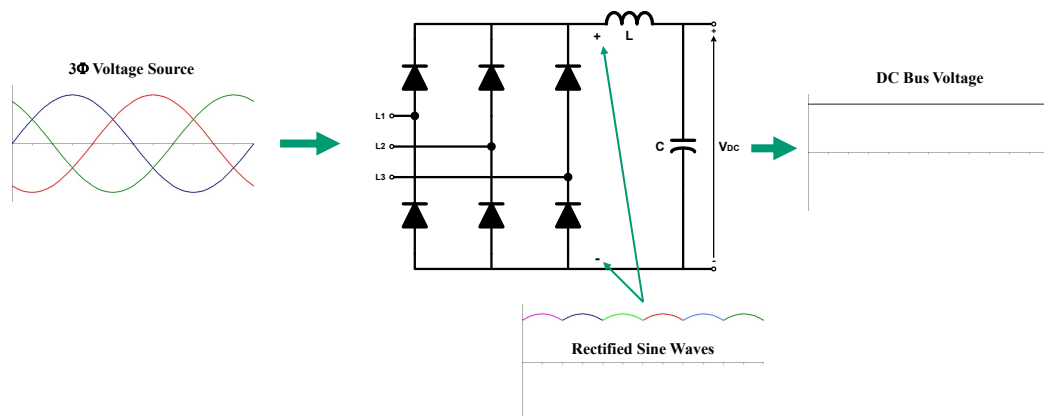 3Φ Voltage Source
L1
L2
L3
+
L
-
C
+
VDC
-
DC Bus Voltage
Rectified Sine Waves